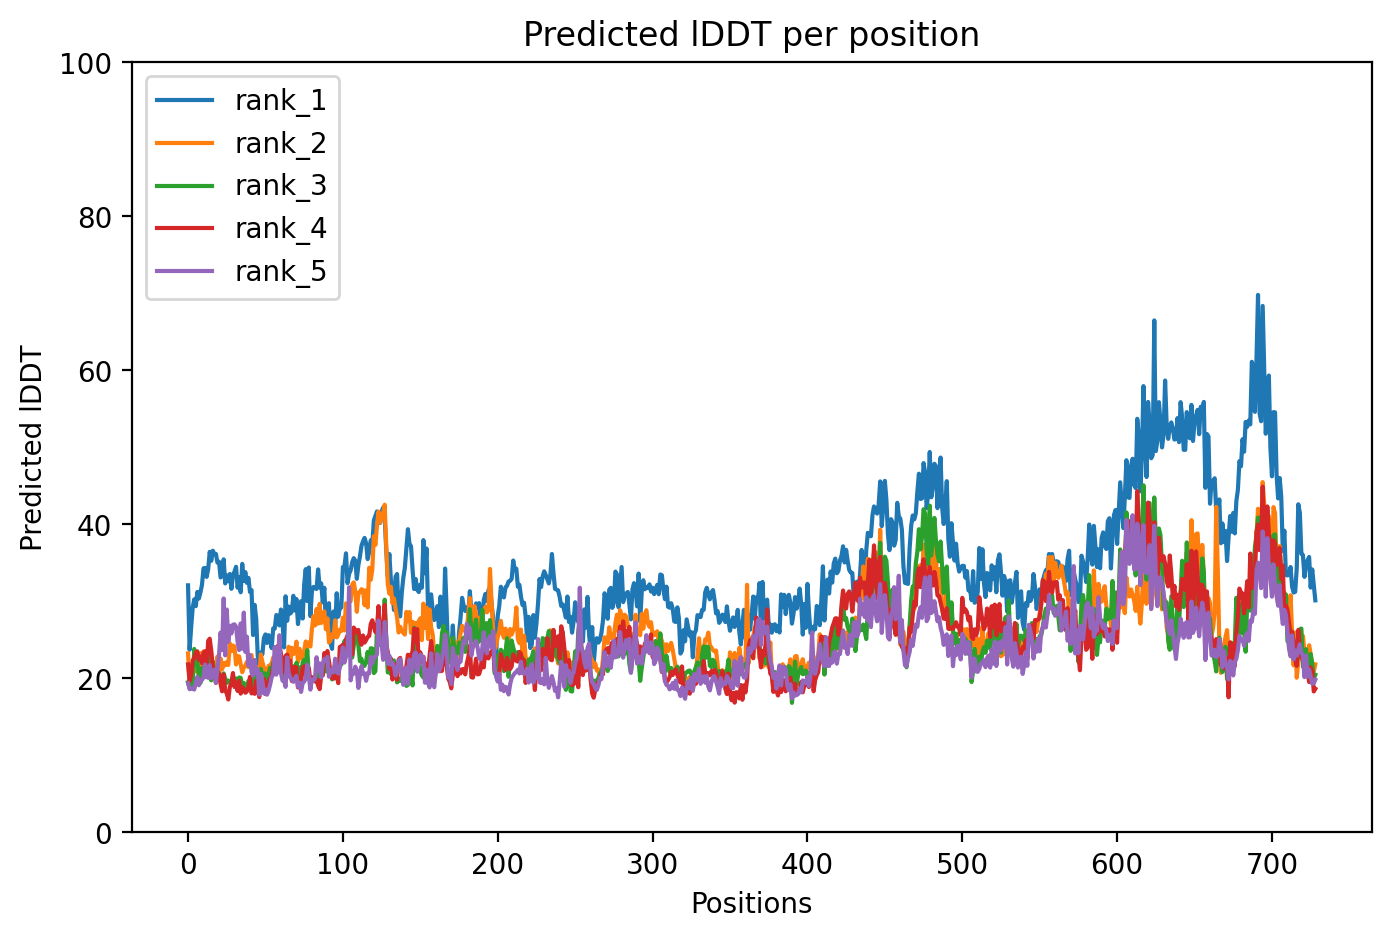 Predicted lDDT per position
100
80
60
40
20
0
Predicted lDDT
rank_1
rank_2
rank_3
rank_4
rank_5
0 100 200 300 400 500 600 700
Positions